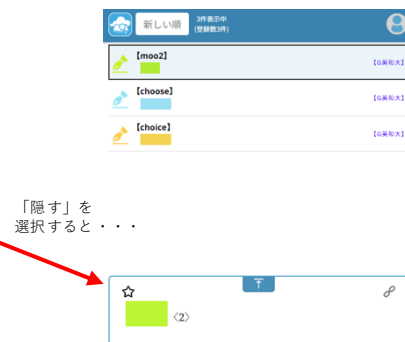 新しい順
3件表示中
(登録数3件)
【moo2】
【G英和大】
【choose】
【G英和大】
【choice】
【G英和大】
「隠す」を
選択すると・・・
〈2〉